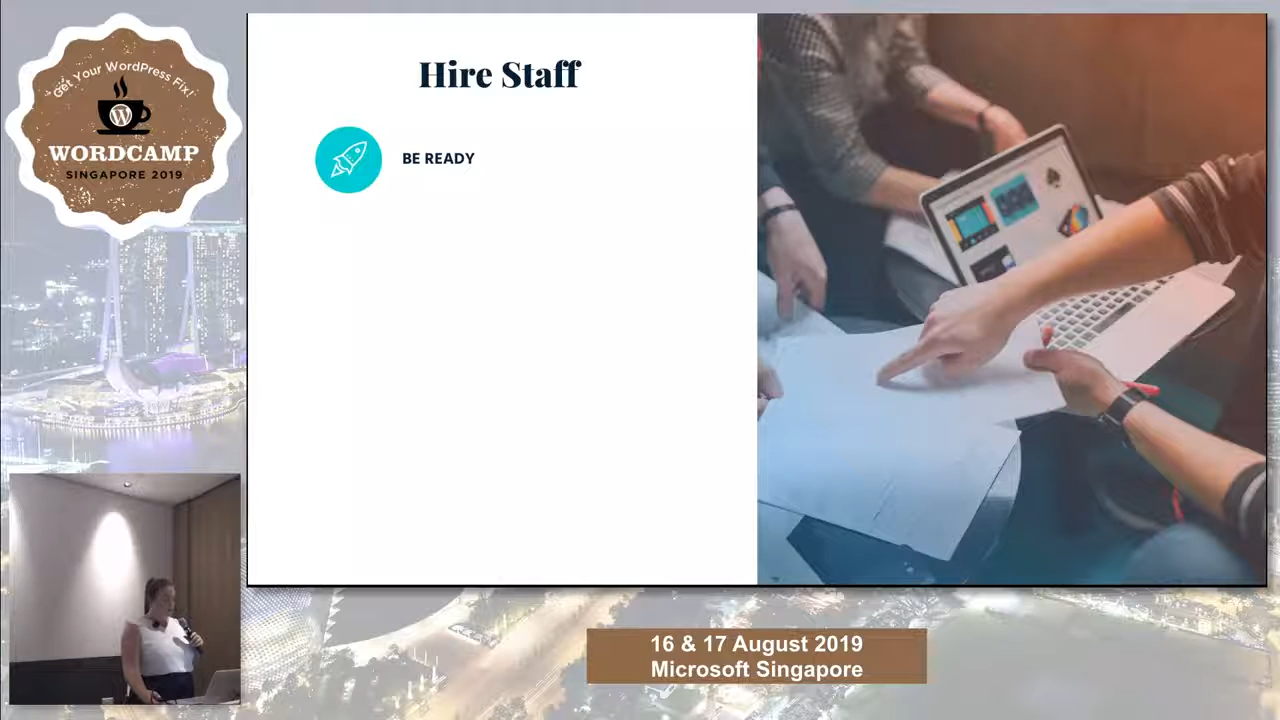 Get Your WordPress Fix!
WORDCAMP
SINGAPORE 2019
Hire Staff
BE READY
16 & 17 August 2019
Microsoft Singapore